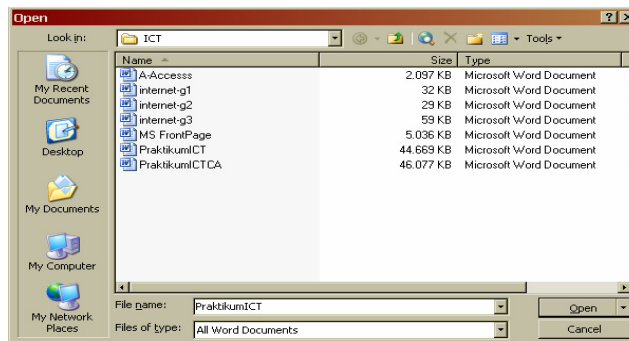 Open
Look in: ICT Tools
Name Size Type
A-Accesss 2.097 KB Microsoft Word Document
internet-g1 32 KB Microsoft Word Document
internet-g2 29 KB Microsoft Word Document
internet-g3 59 KB Microsoft Word Document
MS FrontPage 5.036 KB Microsoft Word Document
PraktikumICT 44.669 KB Microsoft Word Document
PraktikumICTCA 46.077 KB Microsoft Word Document
My Recent
Documents
Desktop
My Documents
My Computer
My Network
Places
File name: PraktikumICT Open
Files of type: All Word Documents Cancel